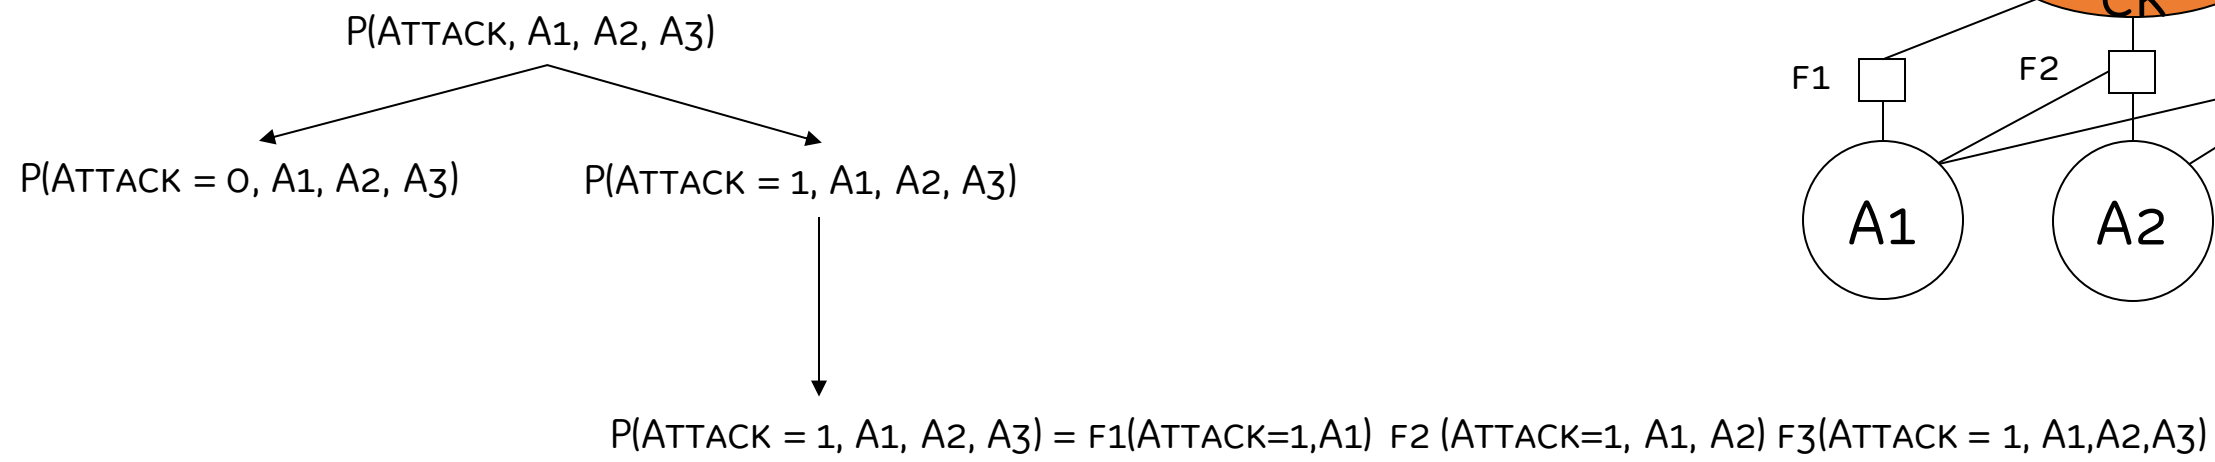 P(ATTACK, A1, A2, A3)
CK
F1
F2
P(ATTACK = 0, A1, A2, A3)
P(ATTACK = 1, A1, A2, A3)
A1
A2
P(ATTACK = 1, A1, A2, A3) = F1(ATTACK=1,A1) F2 (ATTACK=1, A1, A2) F3(ATTACK = 1, A1,A2,A3)